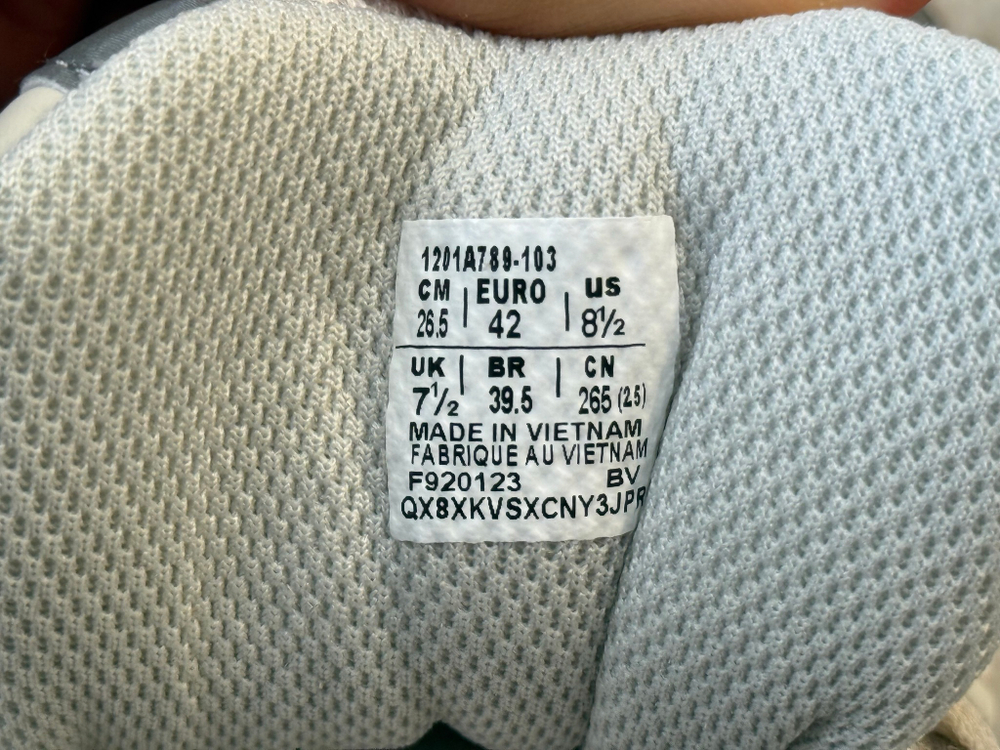 1201A789-103
CM | EURO | US
26.5 | 42 | 8½
UK | BR | CN
7½ 39.5 265 (2.5)
MADE IN VIETNAM
FABRIQUE AU VIETNAM
F920123 BV
QX8XKVSXCNY3JPR